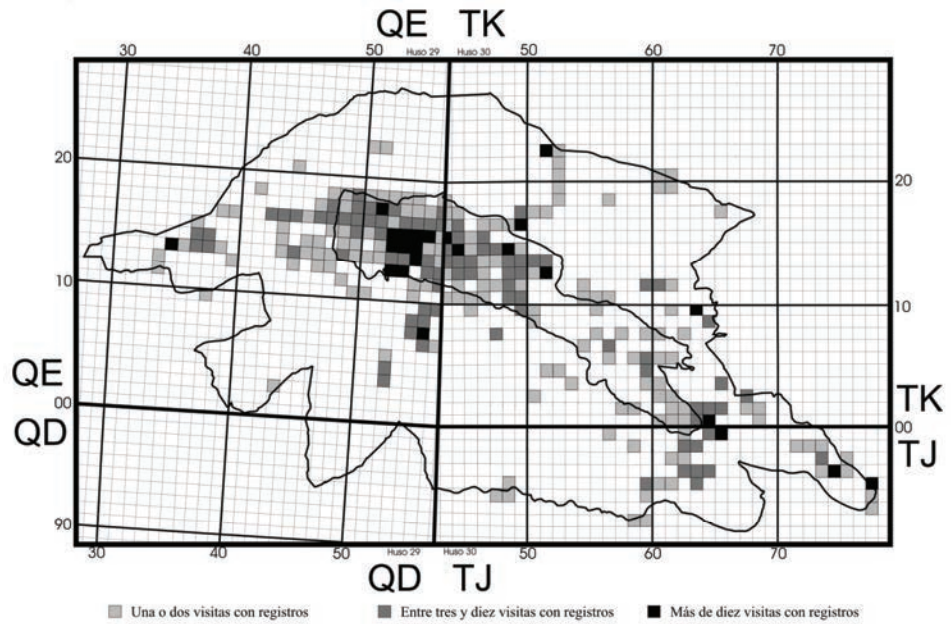 QE TK
30 40 50 Huso 29 Huso 30 50 60 70
20 20
10 10
QE TK
00 00
QD TJ
90
30 40 50 Huso 29 Huso 30 50 60 70
QD TJ
Una o dos visitas con registros Entre tres y diez visitas con registros Más de diez visitas con registros